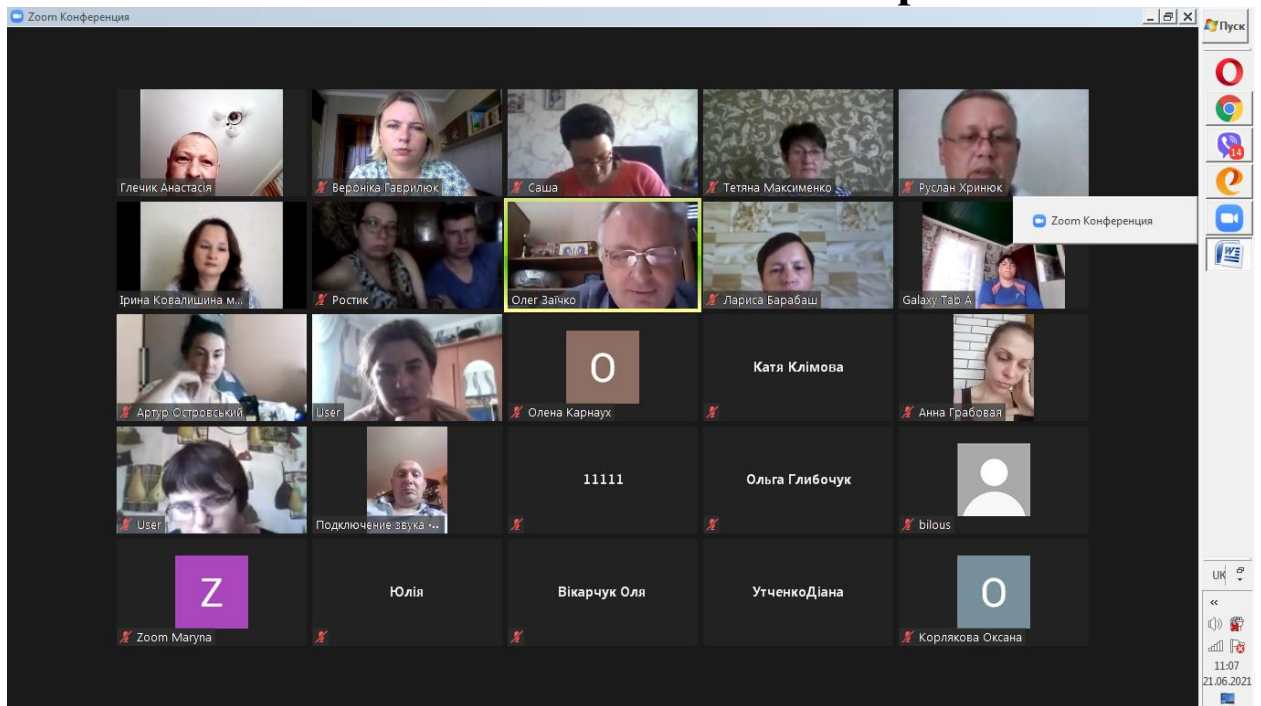 Zoom Конференция
Пуск
Глечик Анастасія
Вероніка Гаврилюк
Саша
Тетяна Максименко
Руслан Хринюк
14
Zoom Конференция
Ірина Ковалишина м...
Ростик
Олег Заїчко
Лариса Барабаш
Galaxy Tab A
W
Артур Островський
User
О
Олена Карнаух
Катя Клімова
Анна Грабовая
User
Подключение звука •...
11111
Ольга Глибочук
bilous
Z
Zoom Maryna
Юлія
Вікарчук Оля
УтченкоДіана
О
Корлякова Оксана
UK
«
11:07
21.06.2021